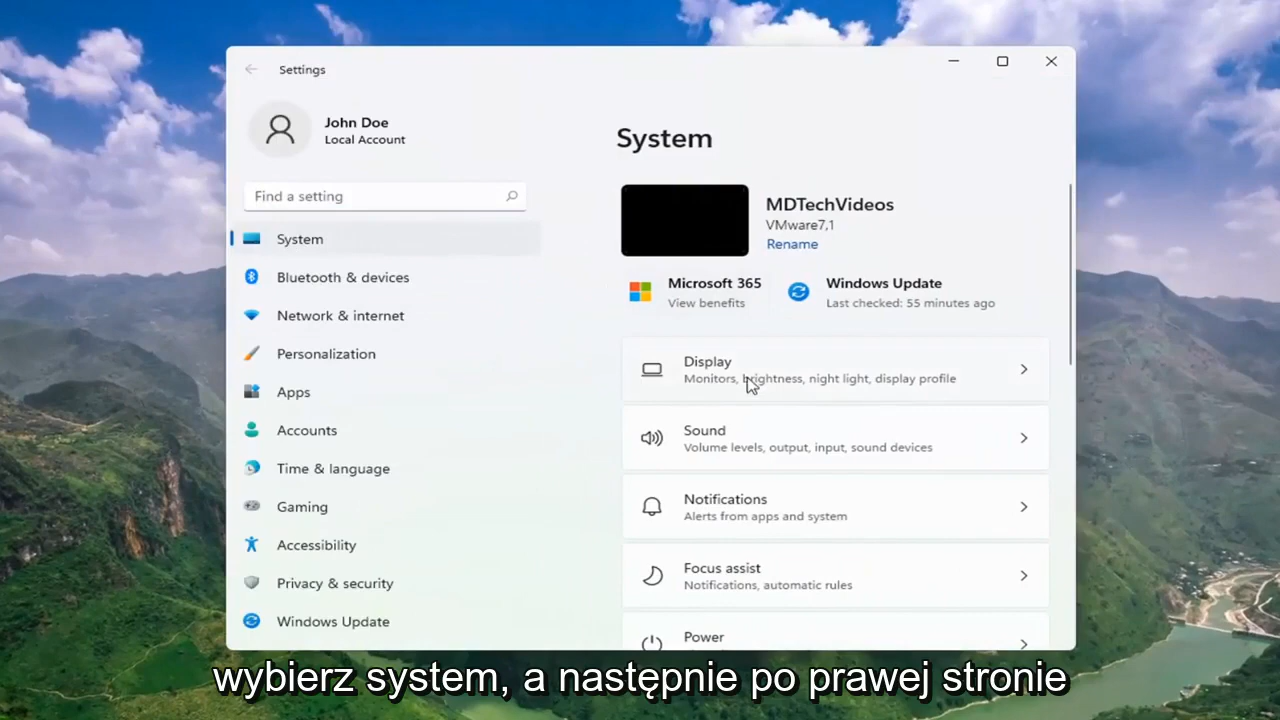 Settings
John Doe
Local Account
Find a setting
System
Bluetooth & devices
Network & internet
Personalization
Apps
Accounts
Time & language
Gaming
Accessibility
Privacy & security
Windows Update
System
MDTechVideos
VMware7,1
Rename
Microsoft 365
View benefits
Windows Update
Last checked: 55 minutes ago
Display
Monitors, brightness, night light, display profile
Sound
Volume levels, output, input, sound devices
Notifications
Alerts from apps and system
Focus assist
Notifications, automatic rules
Power
wybierz system, a następnie po prawej stronie